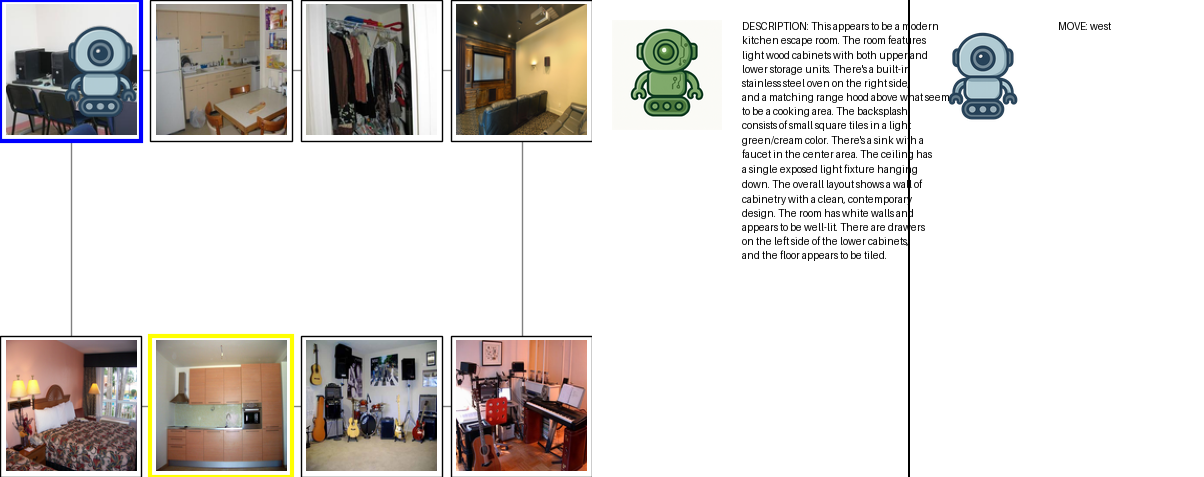 DESCRIPTION: This appears to be a modern
kitchen escape room. The room features
light wood cabinets with both upper and
lower storage units. There's a built-in
stainless steel oven on the right side,
and a matching range hood above what seem
to be a cooking area. The backsplash
consists of small square tiles in a light
green/cream color. There's a sink with a
faucet in the center area. The ceiling has
a single exposed light fixture hanging
down. The overall layout shows a wall of
cabinetry with a clean, contemporary
design. The room has white walls and
appears to be well-lit. There are drawers
on the left side of the lower cabinets,
and the floor appears to be tiled.
MOVE: west